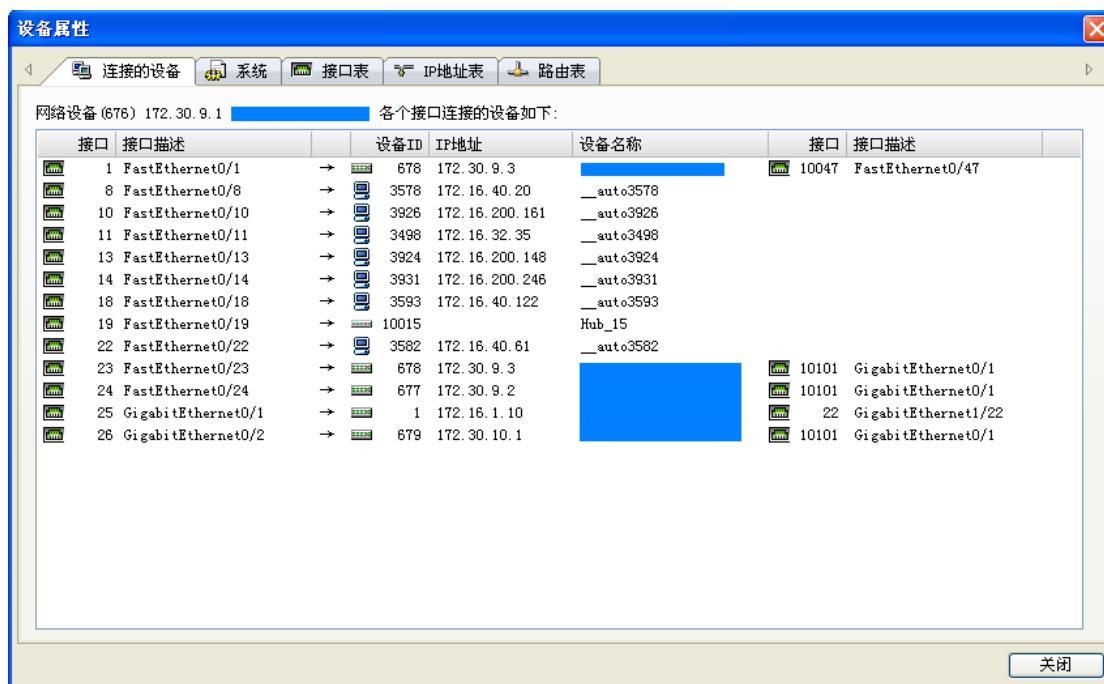 设备属性
连接的设备 系统 接口表 IP地址表 路由表
网络设备(676) 172.30.9.1 各个接口连接的设备如下:
接口 接口描述 设备ID IP地址 设备名称 接口 接口描述
1 FastEthernet0/1 → 678 172.30.9.3 10047 FastEthernet0/47
8 FastEthernet0/8 → 3578 172.16.40.20 __auto3578
10 FastEthernet0/10 → 3926 172.16.200.161 __auto3926
11 FastEthernet0/11 → 3498 172.16.32.35 __auto3498
13 FastEthernet0/13 → 3924 172.16.200.148 __auto3924
14 FastEthernet0/14 → 3931 172.16.200.246 __auto3931
18 FastEthernet0/18 → 3593 172.16.40.122 __auto3593
19 FastEthernet0/19 → 10015 Hub_15
22 FastEthernet0/22 → 3582 172.16.40.61 __auto3582
23 FastEthernet0/23 → 678 172.30.9.3 10101 GigabitEthernet0/1
24 FastEthernet0/24 → 677 172.30.9.2 10101 GigabitEthernet0/1
25 GigabitEthernet0/1 → 1 172.16.1.10 22 GigabitEthernet1/22
26 GigabitEthernet0/2 → 679 172.30.10.1 10101 GigabitEthernet0/1
关闭